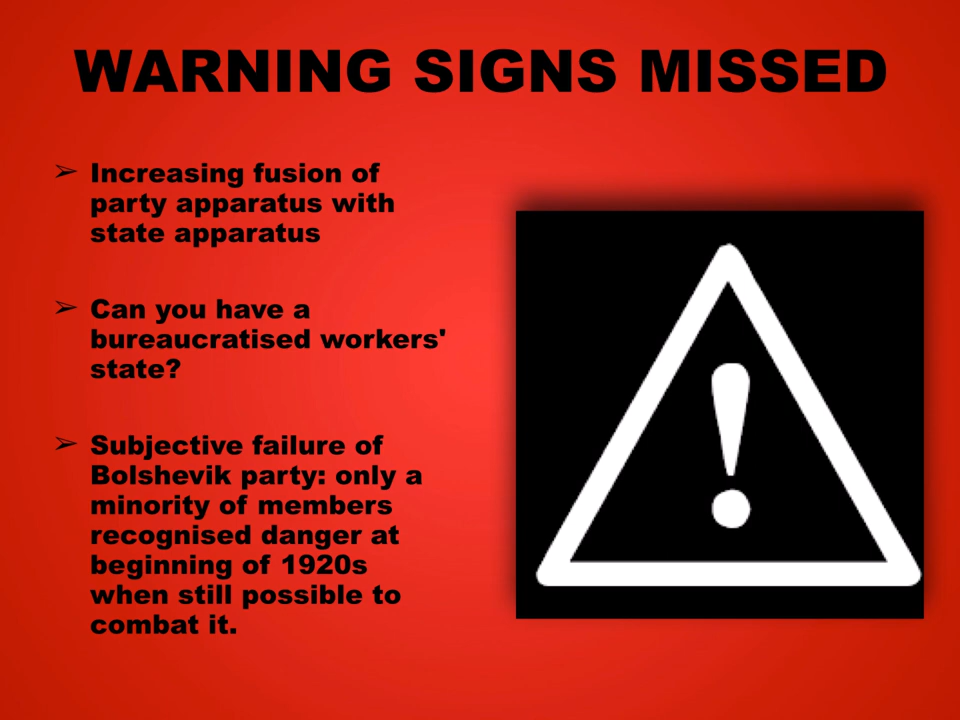 WARNING SIGNS MISSED
➢ Increasing fusion of
party apparatus with
state apparatus
➢ Can you have a
bureaucratised workers'
state?
➢ Subjective failure of
Bolshevik party: only a
minority of members
recognised danger at
beginning of 1920s
when still possible to
combat it.
!